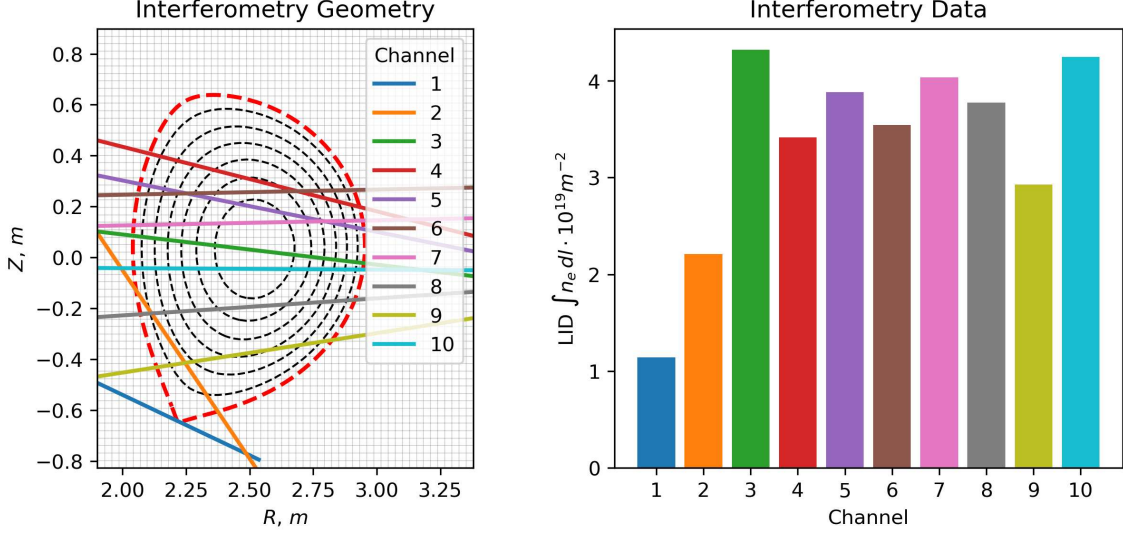 Interferometry Geometry
Z, m
0.8
0.6
0.4
0.2
0.0
−0.2
−0.4
−0.6
−0.8
2.00 2.25 2.50 2.75 3.00 3.25
R, m
Channel
1
2
3
4
5
6
7
8
9
10
Interferometry Data
LID ∫ nₑ dl · 10¹⁹m⁻²
4
3
2
1
0
1 2 3 4 5 6 7 8 9 10
Channel